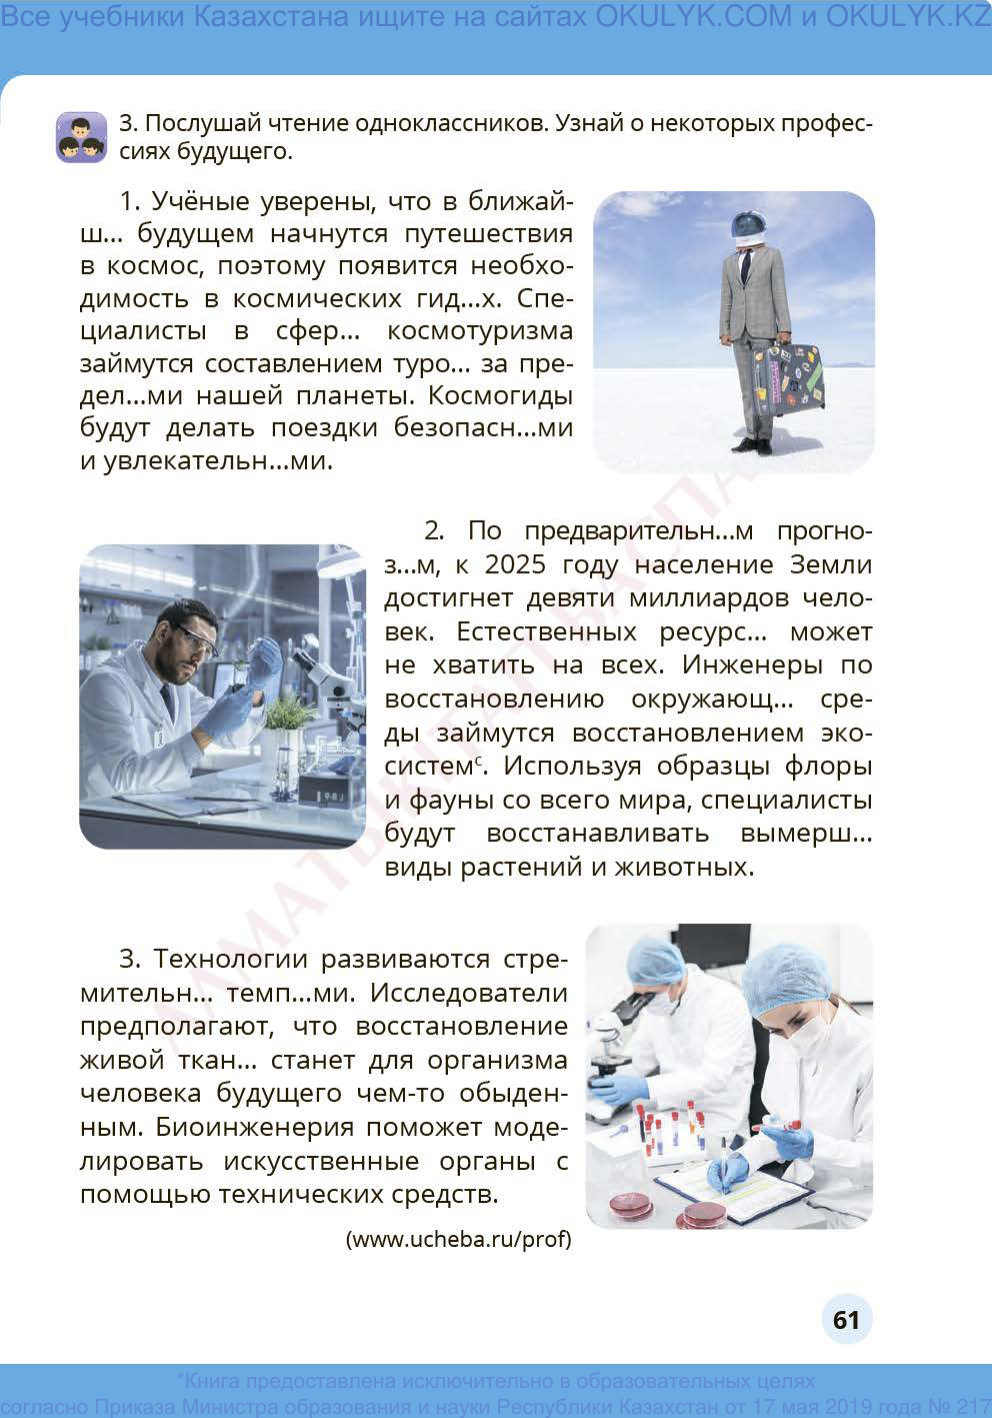 Все учебники Казахстана ищите на сайтах OKULYK.COM и OKULYK.KZ
3. Послушай чтение одноклассников. Узнай о некоторых профес-
сиях будущего.
1. Учёные уверены, что в ближай-
ш... будущем начнутся путешествия
в космос, поэтому появится необхо-
димость в космических гид...х. Спе-
циалисты в сфер... космотуризма
займутся составлением туро... за пре-
дел...ми нашей планеты. Космогиды
будут делать поездки безопасн...ми
и увлекательн...ми.
2. По предварительн...м прогно-
з...м, к 2025 году население Земли
достигнет девяти миллиардов чело-
век. Естественных ресурс... может
не хватить на всех. Инженеры по
восстановлению окружающ... сре-
ды займутся восстановлением эко-
системᶜ. Используя образцы флоры
и фауны со всего мира, специалисты
будут восстанавливать вымерш...
виды растений и животных.
3. Технологии развиваются стре-
мительн... темп...ми. Исследователи
предполагают, что восстановление
живой ткан... станет для организма
человека будущего чем-то обыден-
ным. Биоинженерия поможет моде-
лировать искусственные органы с
помощью технических средств.
(www.ucheba.ru/prof)
61
*Книга предоставлена исключительно в образовательных целях
согласно Приказа Министра образования и науки Республики Казахстан от 17 мая 2019 года № 217